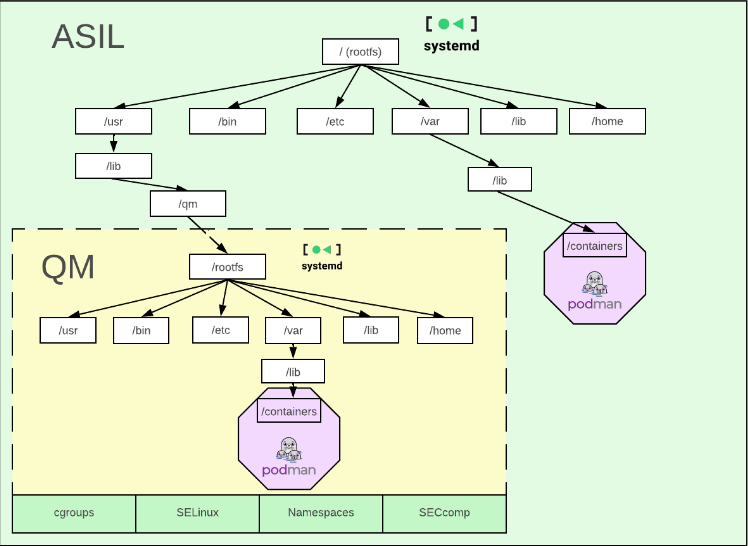 ASIL
[ ● ◄ ]
systemd
/ (rootfs)
/usr
/bin
/etc
/var
/lib
/home
/lib
/lib
/qm
/containers
podman
QM
[ ● ◄ ]
systemd
/rootfs
/usr
/bin
/etc
/var
/lib
/home
/lib
/containers
podman
cgroups
SELinux
Namespaces
SECcomp